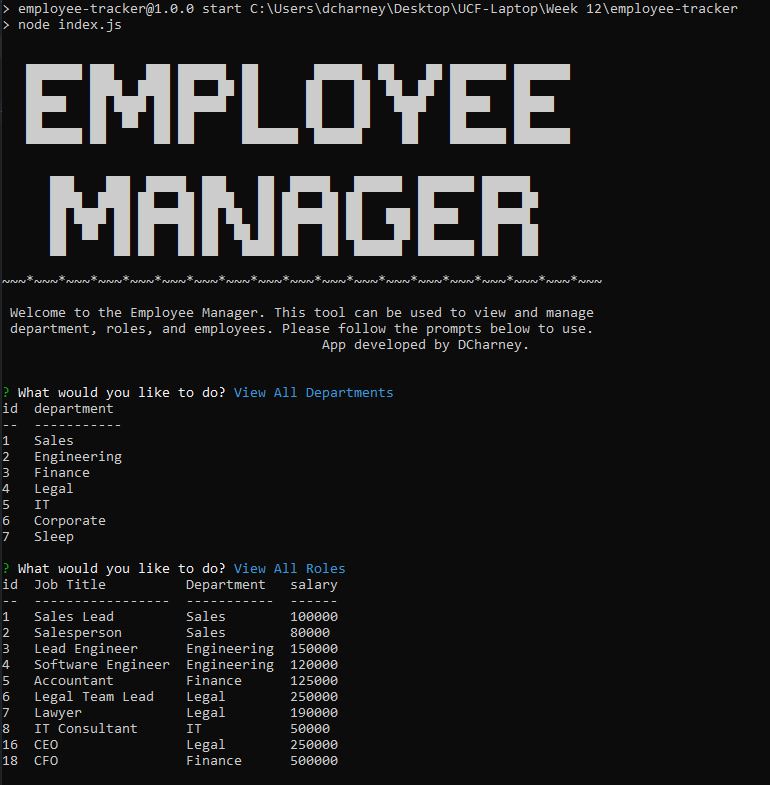 > employee-tracker@1.0.0 start C:\Users\dcharney\Desktop\UCF-Laptop\Week 12\employee-tracker
> node index.js
EMPLOYEE
MANAGER
~~~*~~~*~~~*~~~*~~~*~~~*~~~*~~~*~~~*~~~*~~~*~~~*~~~*~~~*~~~*~~~*~~~*~~~*~~~
Welcome to the Employee Manager. This tool can be used to view and manage
department, roles, and employees. Please follow the prompts below to use.
App developed by DCharney.
? What would you like to do? View All Departments
id  department
--  -----------
1   Sales
2   Engineering
3   Finance
4   Legal
5   IT
6   Corporate
7   Sleep
? What would you like to do? View All Roles
id  Job Title          Department   salary
--  -----------------  -----------  ------
1   Sales Lead         Sales        100000
2   Salesperson        Sales        80000
3   Lead Engineer      Engineering  150000
4   Software Engineer  Engineering  120000
5   Accountant         Finance      125000
6   Legal Team Lead    Legal        250000
7   Lawyer             Legal        190000
8   IT Consultant      IT           50000
16  CEO                Legal        250000
18  CFO                Finance      500000